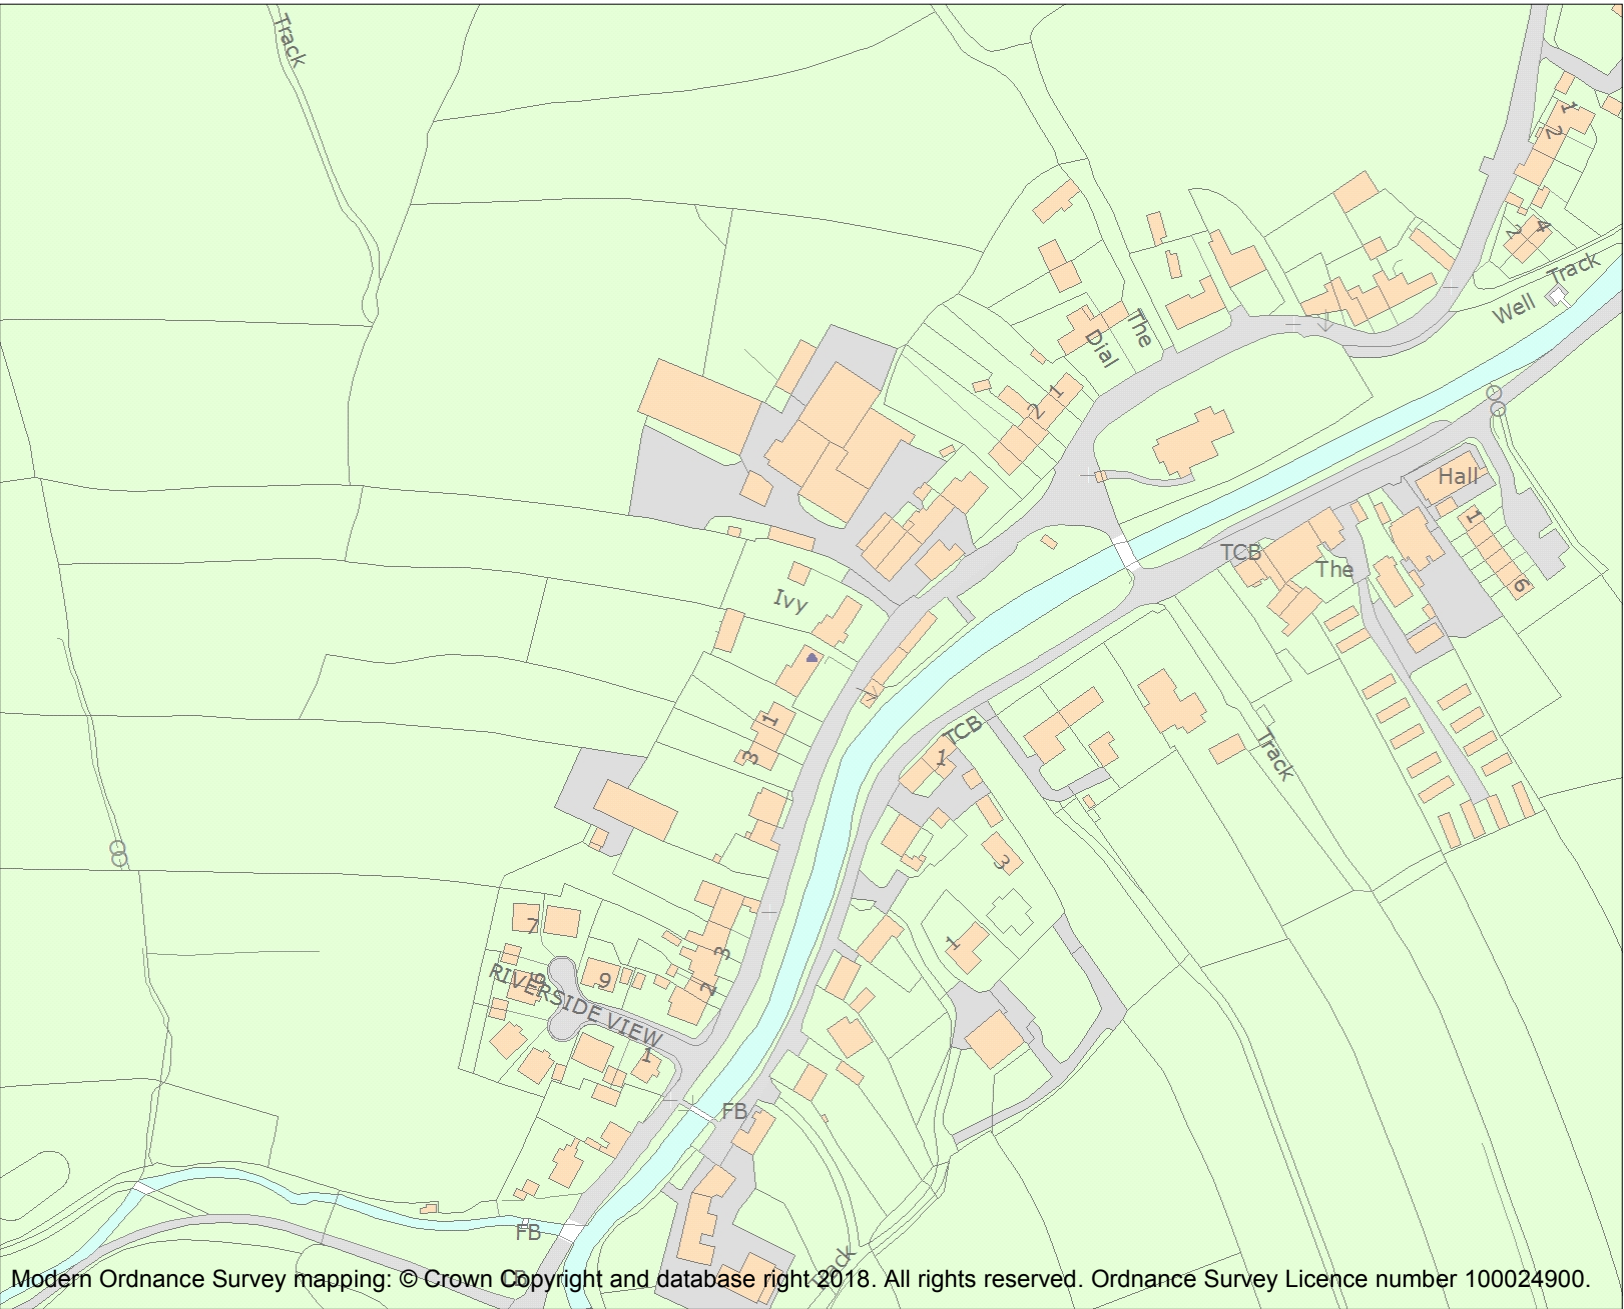 Track
1
2
4
2
Track
Well
The
Dial
1
2
Hall
1
6
TCB
The
Ivy
1
3
TCB
1
Track
3
7
9
1
3
2
RIVERSIDE VIEW
1
FB
FB
Track
Modern Ordnance Survey mapping: © Crown Copyright and database right 2018. All rights reserved. Ordnance Survey Licence number 100024900.